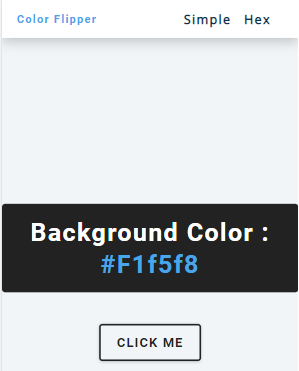 Color Flipper
Simple Hex
Background Color :
#F1f5f8
CLICK ME